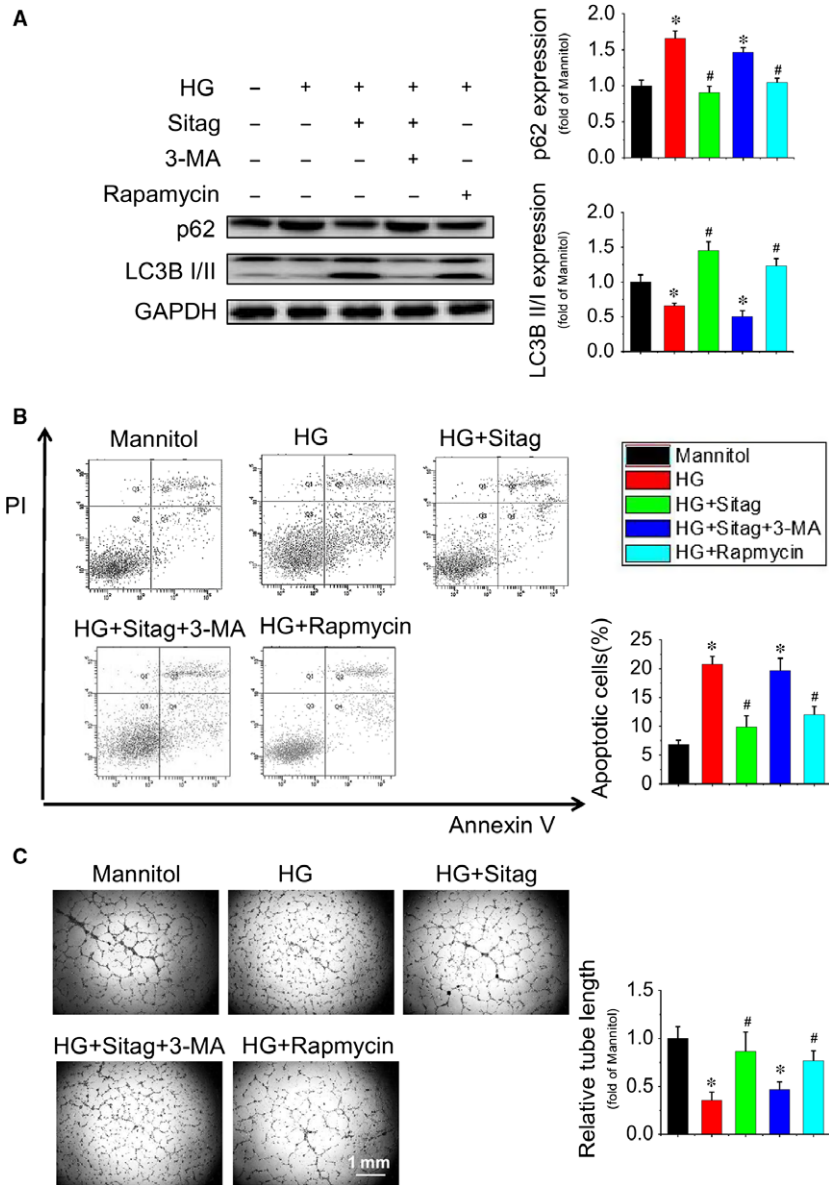 A
HG – + + + +
Sitag – – + + –
3-MA – – – + –
Rapamycin – – – – +
p62
LC3B I/II
GAPDH
p62 expression
(fold of Mannitol)
2.0
1.5
1.0
0.5
0.0
* # * #
LC3B II/I expression
(fold of Mannitol)
2.0
1.5
1.0
0.5
0.0
* # * #
B
PI
Mannitol HG HG+Sitag
HG+Sitag+3-MA HG+Rapmycin
Annexin V
Mannitol
HG
HG+Sitag
HG+Sitag+3-MA
HG+Rapmycin
Apoptotic cells(%)
25
20
15
10
5
0
* # * #
C
Mannitol HG HG+Sitag
HG+Sitag+3-MA HG+Rapmycin
1 mm
Relative tube length
(fold of Mannitol)
1.5
1.0
0.5
0.0
* # * #